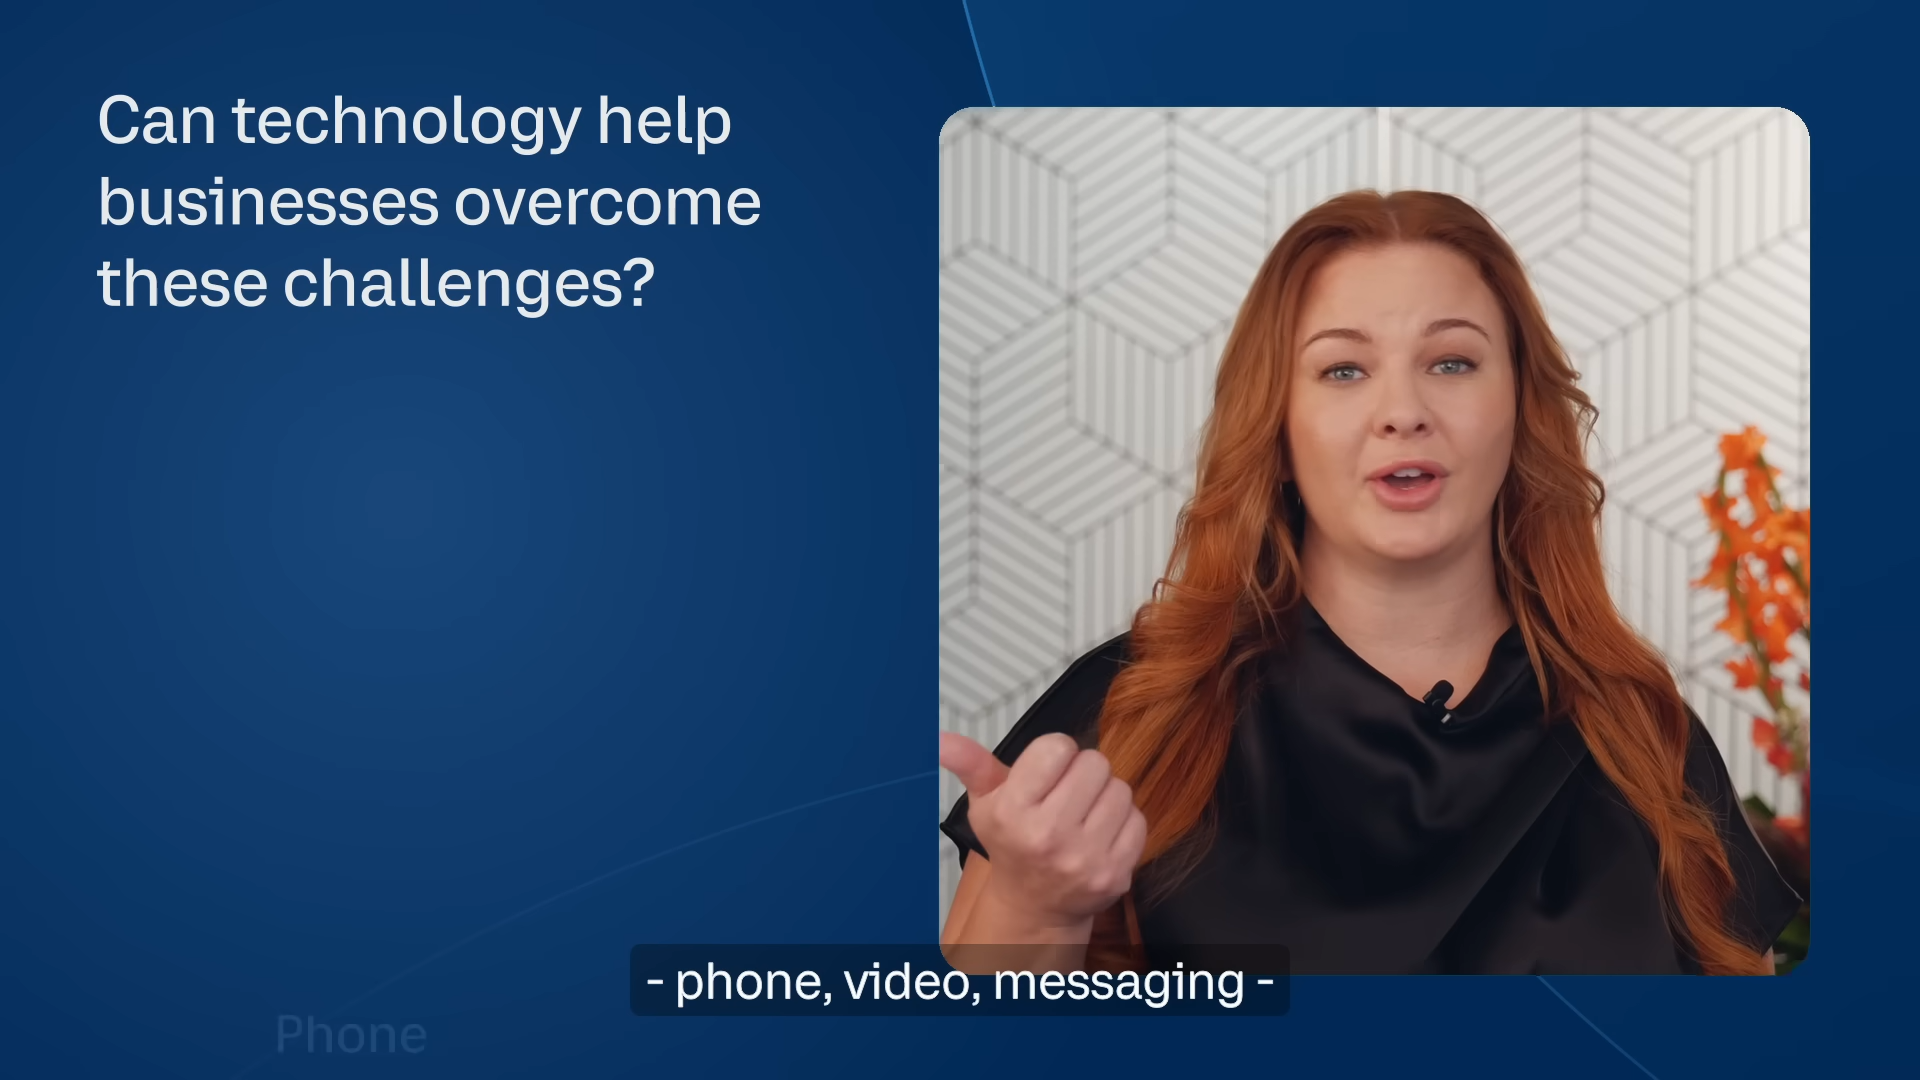 Can technology help
businesses overcome
these challenges?
- phone, video, messaging -
Phone